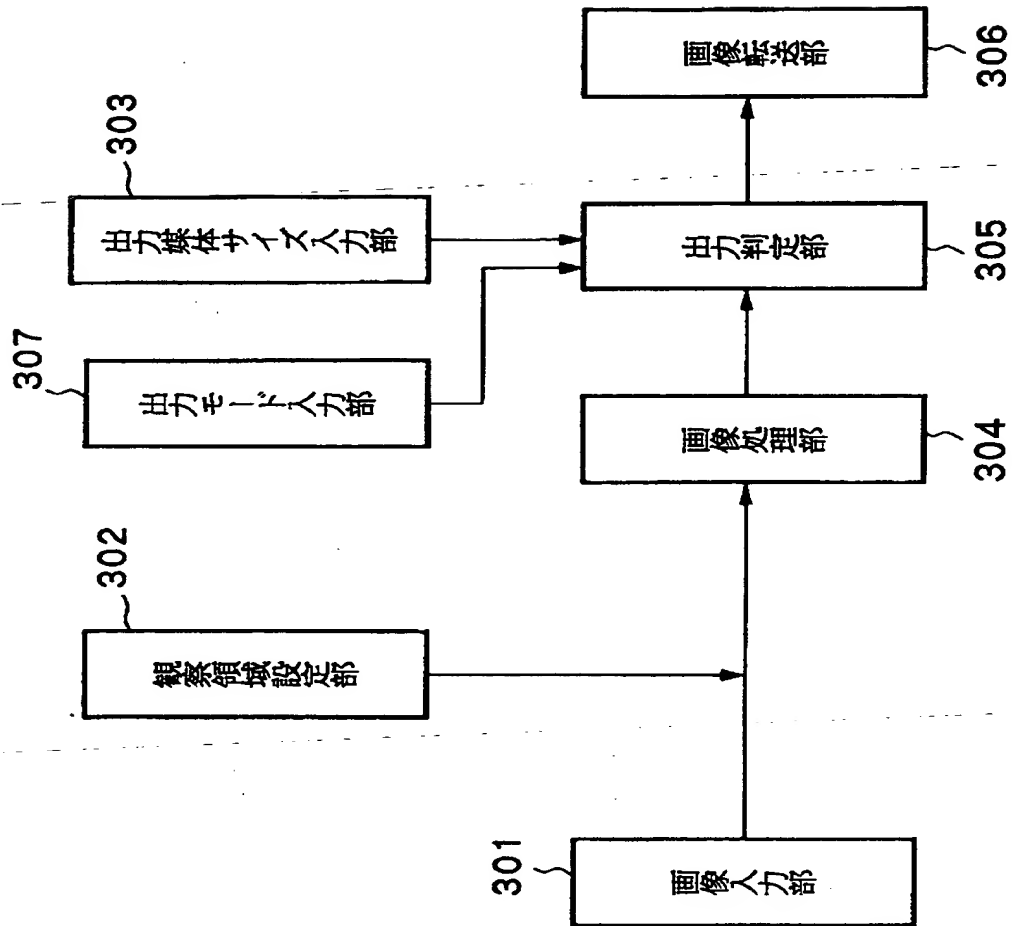 303
出力媒体サイズ入力部
307
出力モード入力部
302
観察領域設定部
301
画像入力部
画像処理部
304
出力判定部
305
画像転送部
306